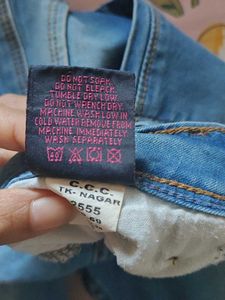 DO NOT SOAK.
DO NOT BLEACK.
TUMBLE DRY LOW.
DO NOT WRENCH DRY.
MACHINE WASH LOW IN
COLD WATER REMOVE FROM
MACHINE IMMEDIATELY
WASH SEPARATELY
C.C.C.
TK- NAGAR
2555